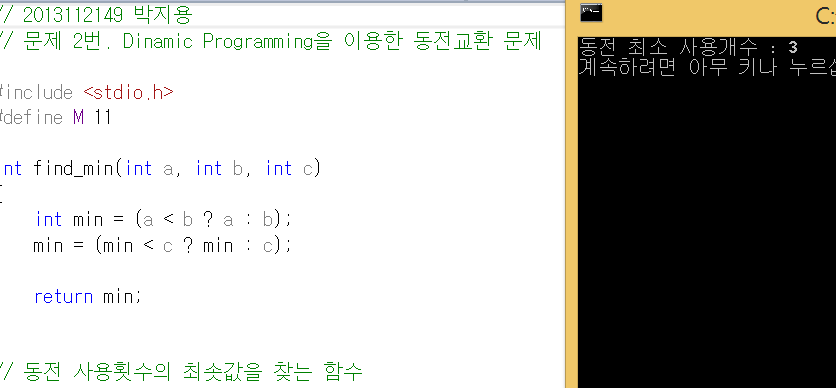 // 2013112149 박지용
// 문제 2번. Dinamic Programming을 이용한 동전교환 문제
#include <stdio.h>
#define M 11
int find_min(int a, int b, int c)
{
int min = (a < b ? a : b);
min = (min < c ? min : c);
return min;
// 동전 사용횟수의 최솟값을 찾는 함수
C:
동전 최소 사용개수 : 3
계속하려면 아무 키나 누르십